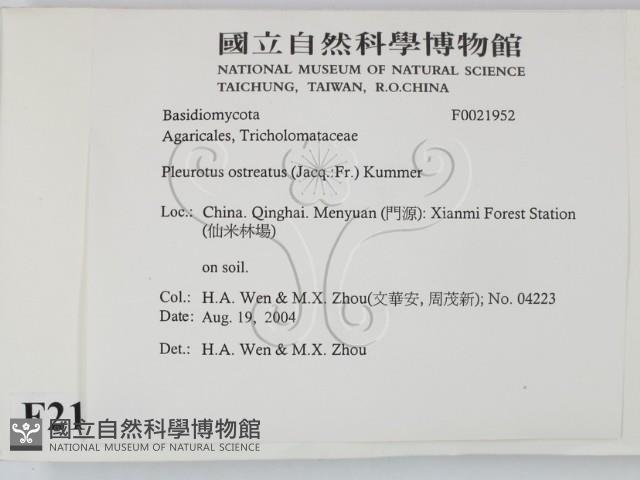 國立自然科學博物館
NATIONAL MUSEUM OF NATURAL SCIENCE
TAICHUNG, TAIWAN, R.O.CHINA
Basidiomycota F0021952
Agaricales, Tricholomataceae
Pleurotus ostreatus (Jacq.:Fr.) Kummer
Loc.: China. Qinghai. Menyuan (門源): Xianmi Forest Station
(仙米林場)
on soil.
Col.: H.A. Wen & M.X. Zhou(文華安, 周茂新); No. 04223
Date: Aug. 19, 2004
Det.: H.A. Wen & M.X. Zhou
F21
國立自然科學博物館
NATIONAL MUSEUM OF NATURAL SCIENCE